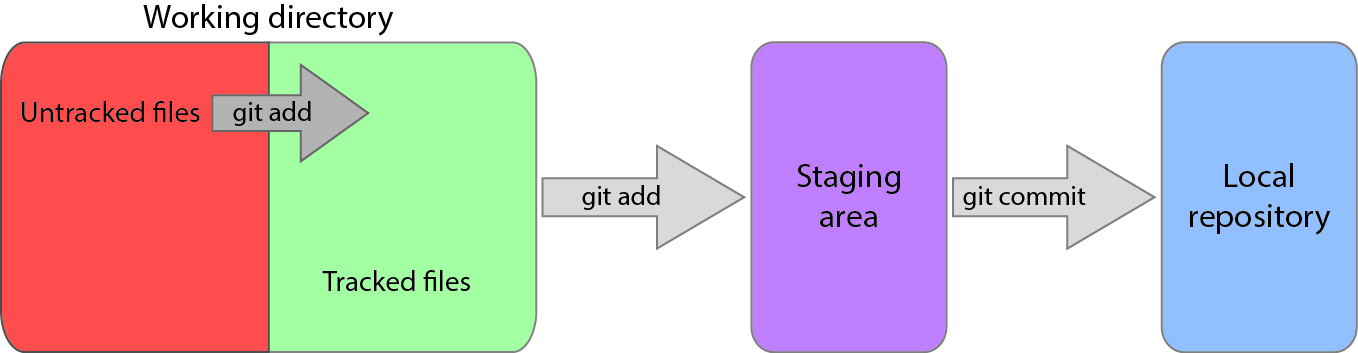 Working directory
Untracked files
git add
Tracked files
git add
Staging
area
git commit
Local
repository